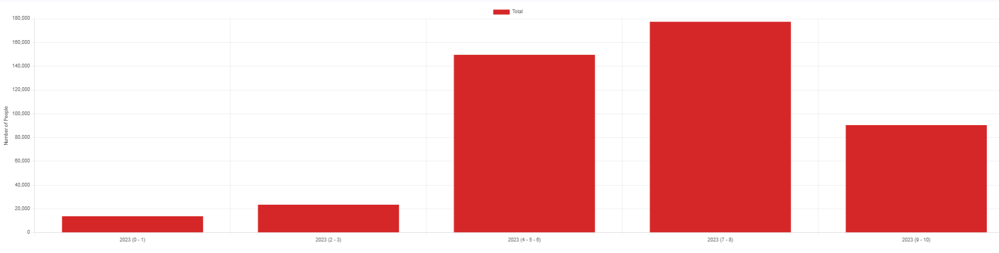 Total
180,000
160,000
140,000
120,000
100,000
80,000
60,000
40,000
20,000
0
Number of People
2023 (0 - 1)
2023 (2 - 3)
2023 (4 - 5 - 6)
2023 (7 - 8)
2023 (9 - 10)